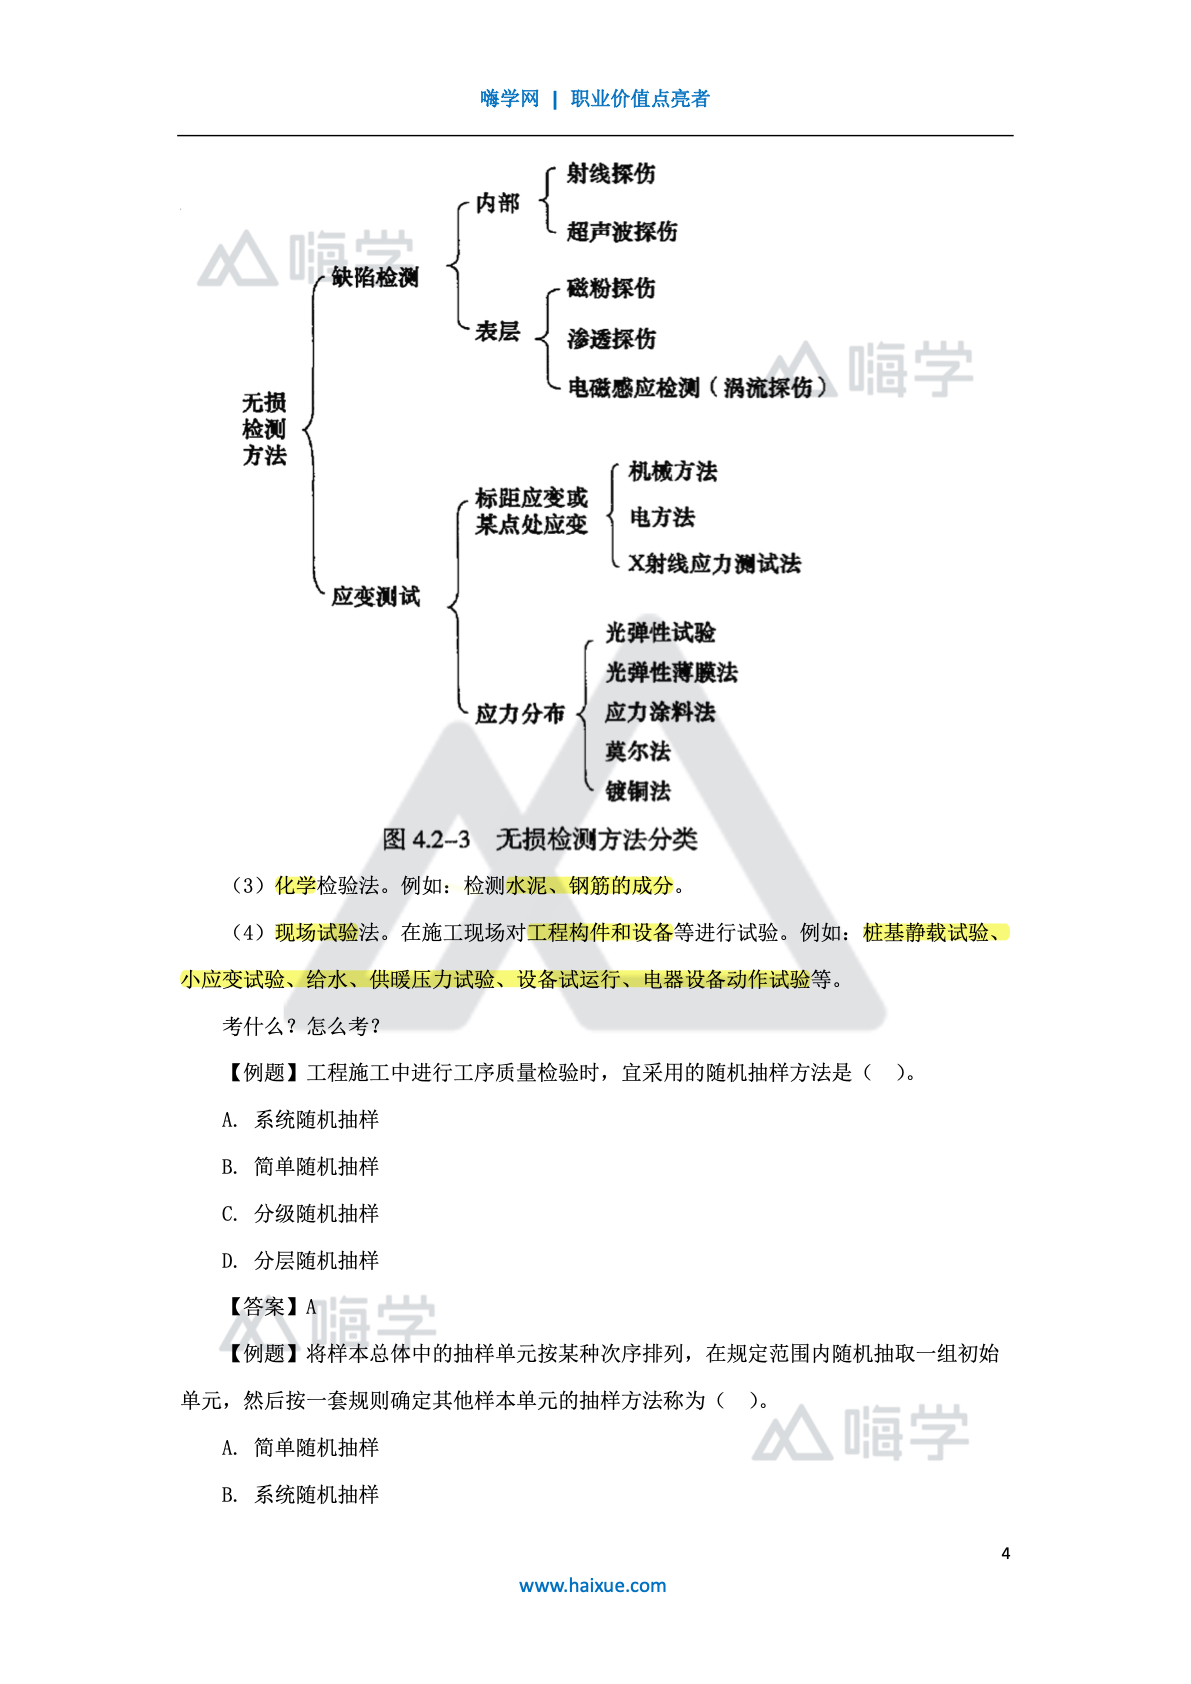 嗨学网 | 职业价值点亮者
射线探伤
内部
超声波探伤
嗨学
缺陷检测
磁粉探伤
表层
渗透探伤
嗨学
电磁感应检测（涡流探伤）
无损
检测
方法
机械方法
标距应变或
某点处应变
电方法
X射线应力测试法
应变测试
光弹性试验
光弹性薄膜法
应力分布
应力涂料法
莫尔法
镀铜法
图 4.2-3 无损检测方法分类
（3）化学检验法。例如：检测水泥、钢筋的成分。
（4）现场试验法。在施工现场对工程构件和设备等进行试验。例如：桩基静载试验、
小应变试验、给水、供暖压力试验、设备试运行、电器设备动作试验等。
考什么？怎么考？
【例题】工程施工中进行工序质量检验时，宜采用的随机抽样方法是（ ）。
A. 系统随机抽样
B. 简单随机抽样
C. 分级随机抽样
D. 分层随机抽样
【答案】A
嗨学
【例题】将样本总体中的抽样单元按某种次序排列，在规定范围内随机抽取一组初始
单元，然后按一套规则确定其他样本单元的抽样方法称为（ ）。
嗨学
A. 简单随机抽样
B. 系统随机抽样
4
www.haixue.com